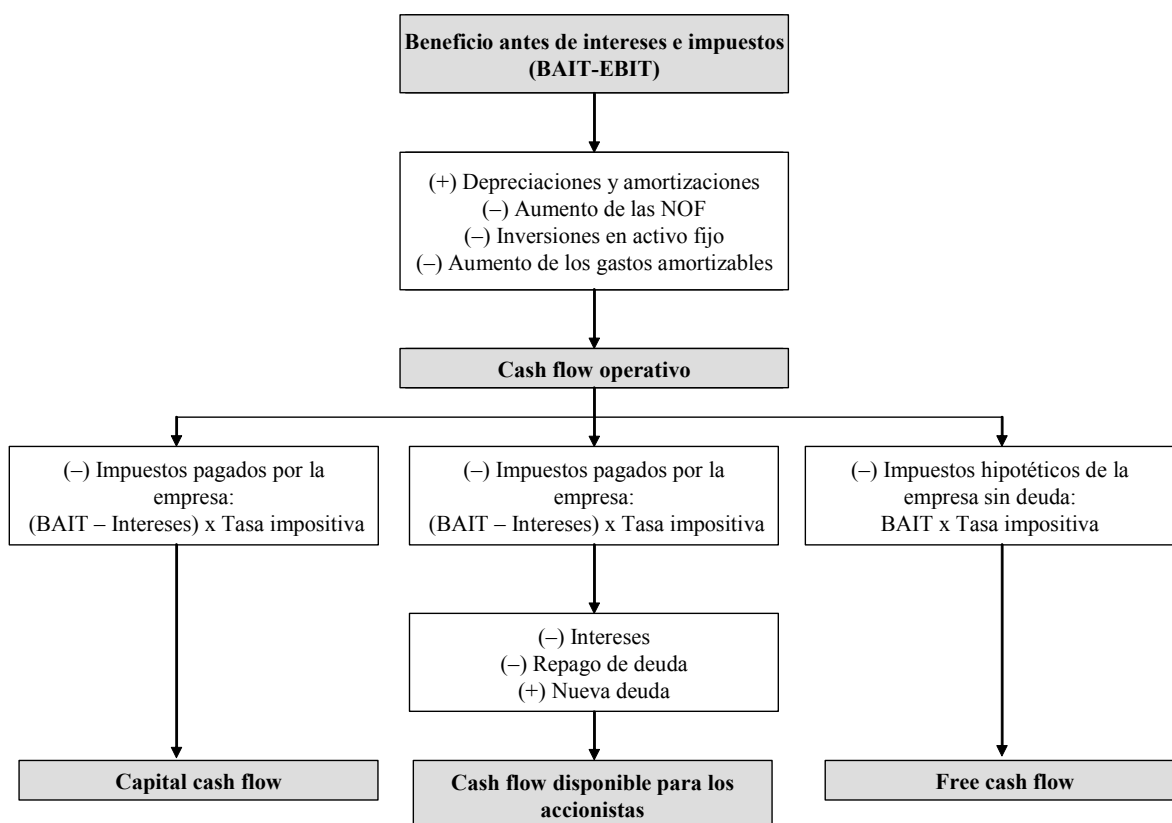 Beneficio antes de intereses e impuestos
(BAIT-EBIT)
(+) Depreciaciones y amortizaciones
(–) Aumento de las NOF
(–) Inversiones en activo fijo
(–) Aumento de los gastos amortizables
Cash flow operativo
(–) Impuestos pagados por la
empresa:
(BAIT – Intereses) x Tasa impositiva
(–) Impuestos pagados por la
empresa:
(BAIT – Intereses) x Tasa impositiva
(–) Impuestos hipotéticos de la
empresa sin deuda:
BAIT x Tasa impositiva
(–) Intereses
(–) Repago de deuda
(+) Nueva deuda
Capital cash flow
Cash flow disponible para los
accionistas
Free cash flow